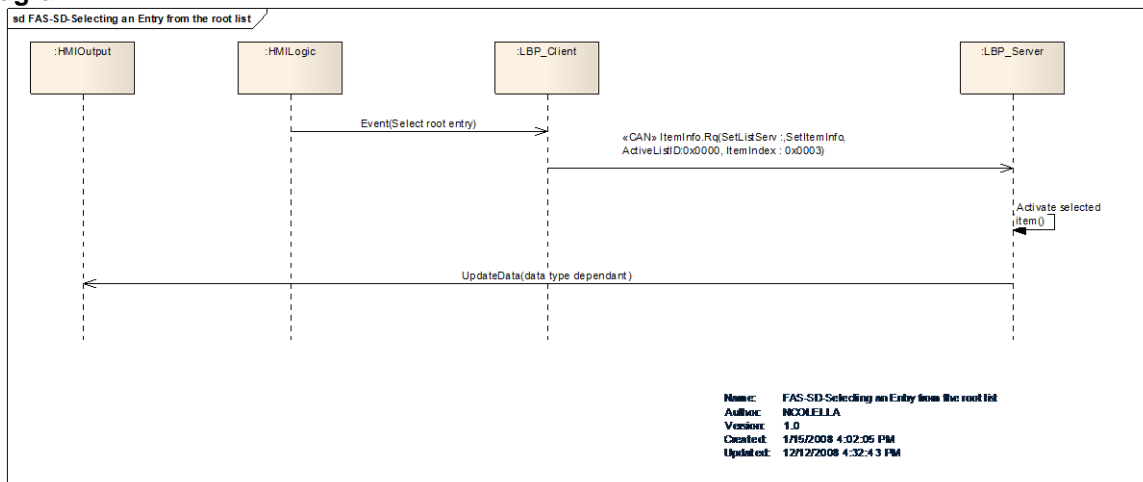 sd FAS-SD-Selecting an Entry from the root list
:HMIOutput
:HMILogic
:LBP_Client
:LBP_Server
Event(Select root entry)
«CAN» ItemInfo.Rq(SetListServ :,SetItemInfo,
ActiveListID:0x0000, ItemIndex : 0x0003)
Activate selected
item()
UpdateData(data type dependant)
Name: FAS-SD-Selecting an Entry from the root list
Author: NCOLELLA
Version: 1.0
Created: 1/15/2008 4:02:05 PM
Updated: 12/12/2008 4:32:43 PM